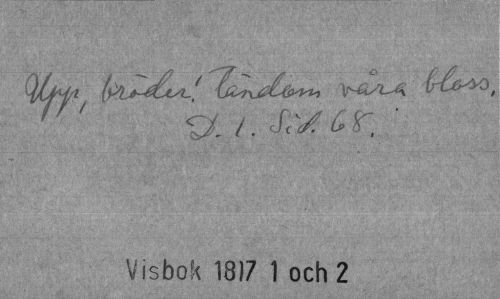 Upp, bröder! Tändom våra bloss.
D. 1. Sid. 68.
Visbok 1817 1 och 2